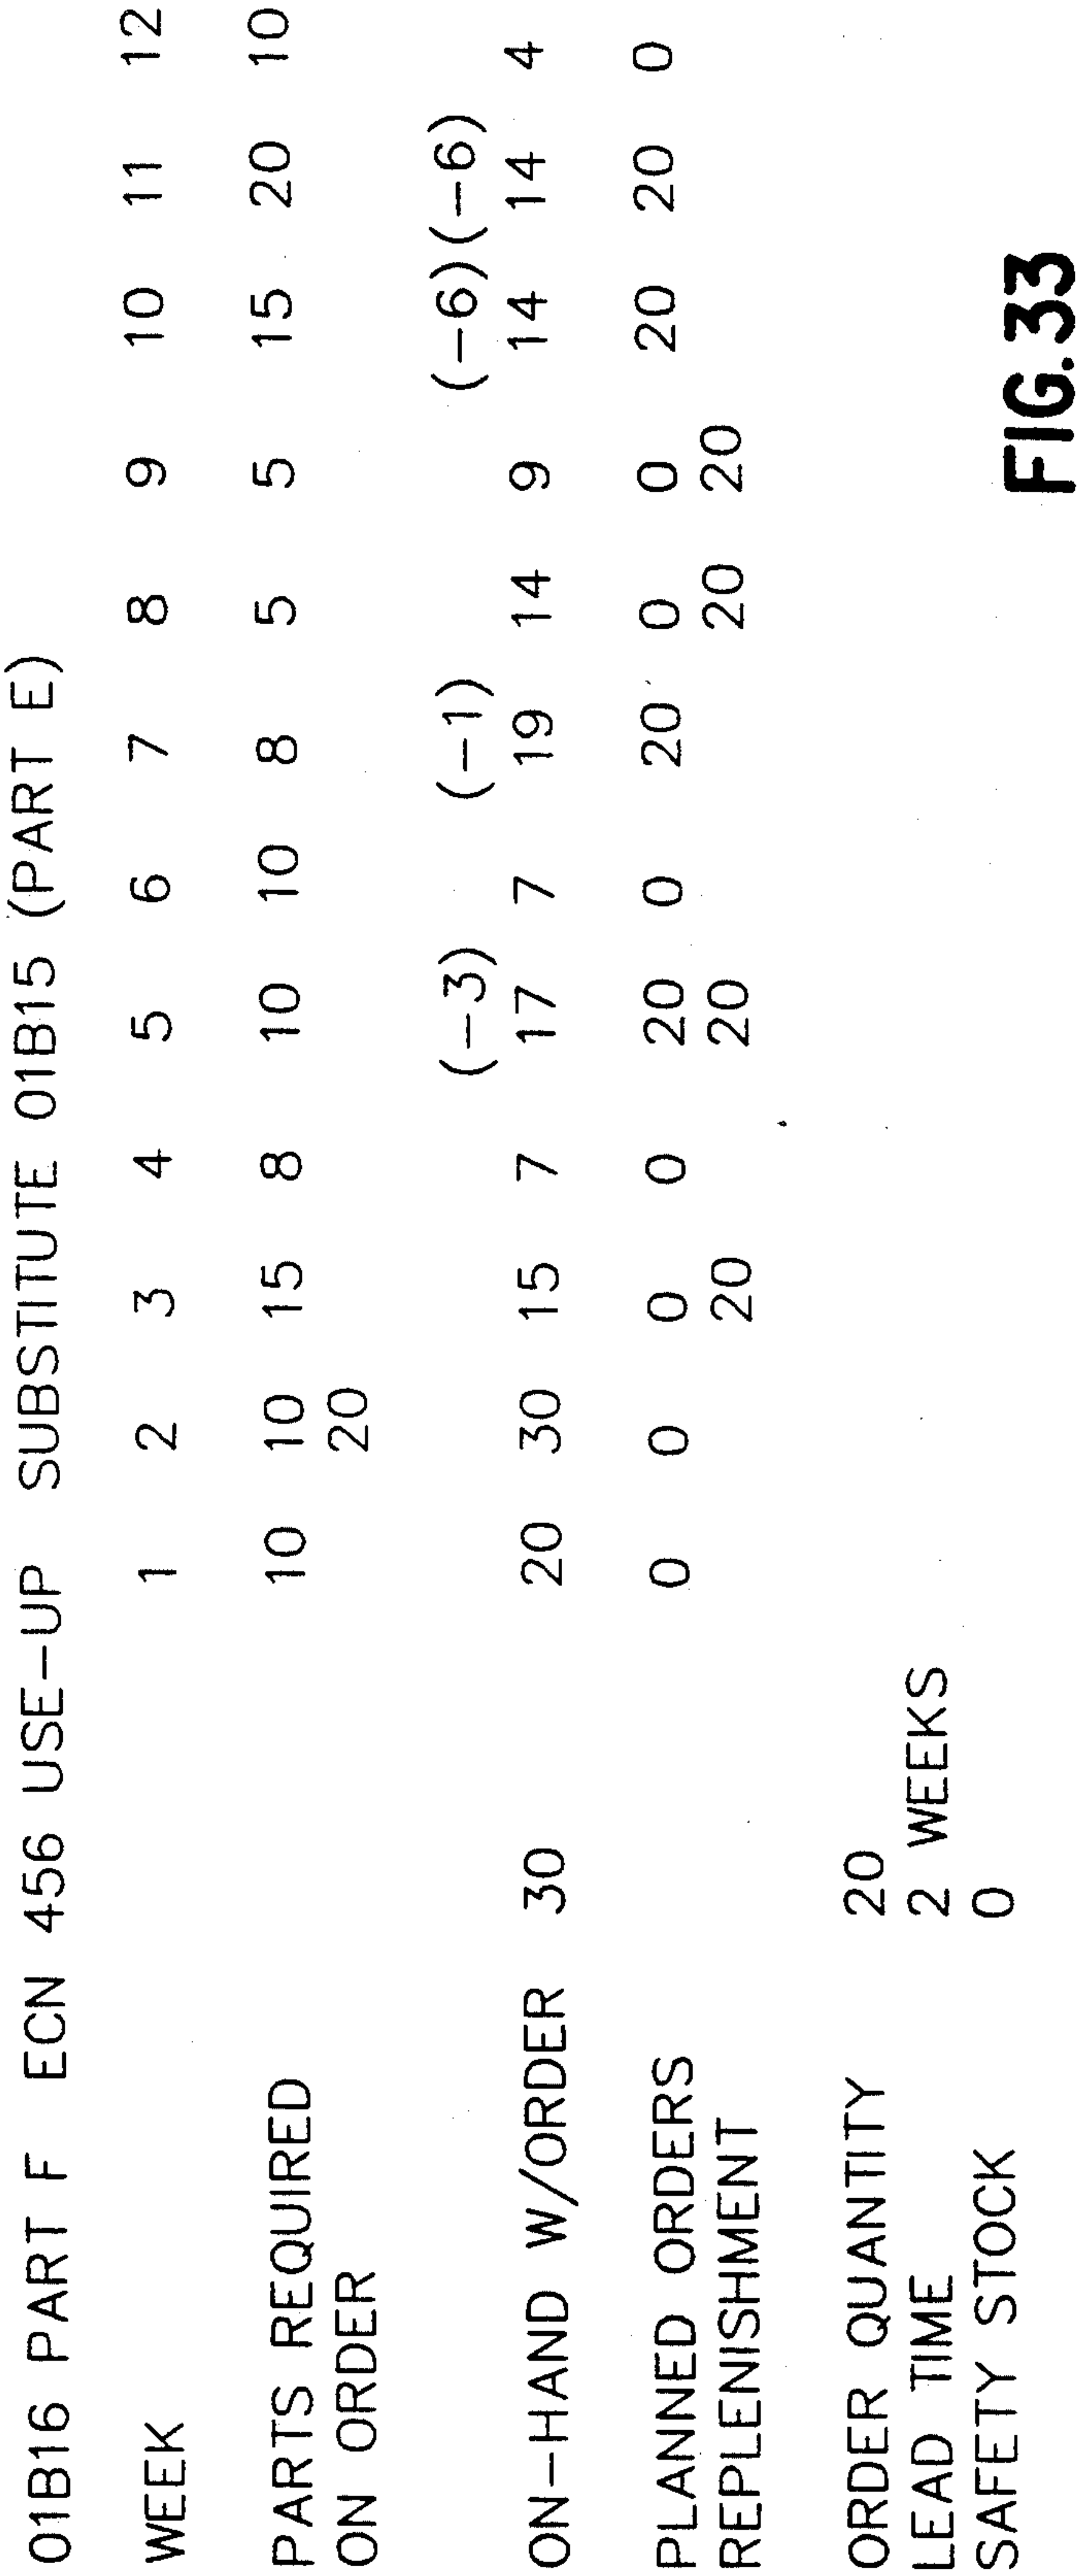 01B16 PART F ECN 456 USE-UP SUBSTITUTE 01B15 (PART E)
WEEK 1 2 3 4 5 6 7 8 9 10 11 12
PARTS REQUIRED 10 10 15 8 10 10 8 5 5 15 20 10
ON ORDER 20
(-3) (-1) (-6) (-6)
ON-HAND W/ORDER 30 20 30 15 7 17 7 19 14 9 14 14 4
PLANNED ORDERS 0 0 0 0 20 0 20 0 0 20 20 0
REPLENISHMENT 20 20 20 20
ORDER QUANTITY 20
LEAD TIME 2 WEEKS
SAFETY STOCK 0
FIG.33